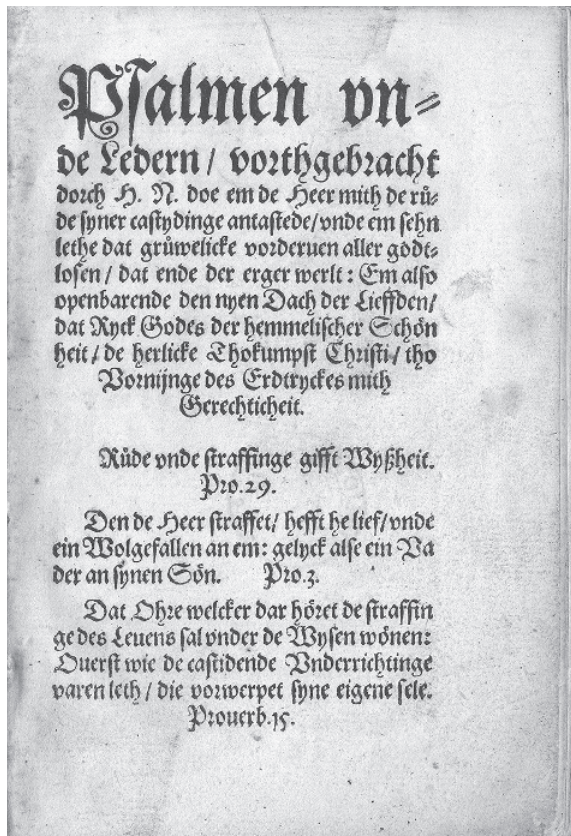 Psalmen vn⸗
de Ledern / vorthgebracht
dorch H. N. doe em de Heer mith de rů⸗
de syner castydinge antastede/vnde em sehn
lethe dat grüwelicke vorderuen aller godt⸗
losen / dat ende der erger werlt : Em also
openbarende den nyen Dach der Lieffden/
dat Ryck Godes der hemmelischer Schön
heit / de herlicke Thokumpst Christi / tho
Vornijnge des Erdtryckes mith
Gerechticheit.
Rüde vnde straffinge gifft Wyßheit.
Pro.29.
Den de Heer straffet/ hefft he lief/vnde
ein Wolgefallen an em: gelyck alse ein Va
der an synen Sön. Pro.3.
Dat Ohre welcker dar höret de straffin
ge des Leuens sal vnder de Wysen wönen:
Ouerst wie de castidende Vnderrichtinge
varen leth / die vorwerpet syne eigene sele.
Prouerb.15.